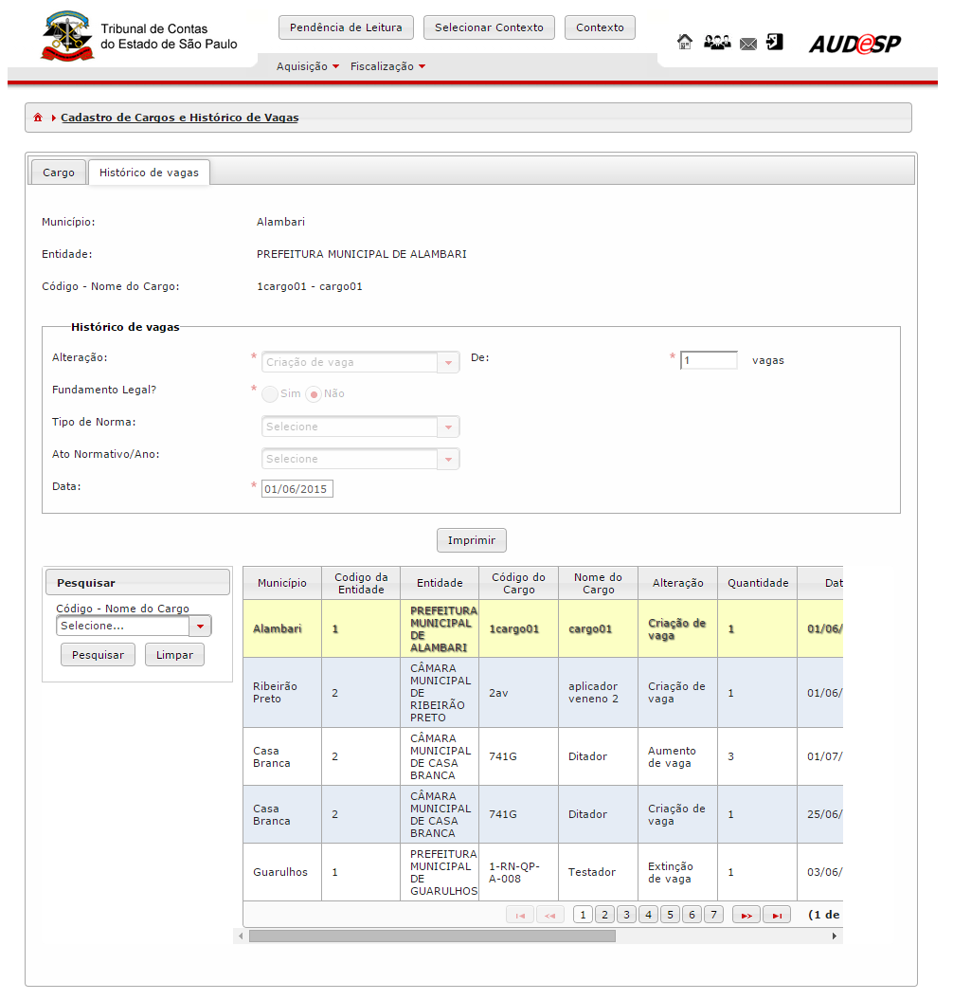 Tribunal de Contas
do Estado de São Paulo
Pendência de Leitura
Selecionar Contexto
Contexto
AUDeSP
Aquisição
Fiscalização
Cadastro de Cargos e Histórico de Vagas
Cargo
Histórico de vagas
Município:
Alambari
Entidade:
PREFEITURA MUNICIPAL DE ALAMBARI
Código - Nome do Cargo:
1cargo01 - cargo01
Histórico de vagas
Alteração:
* Criação de vaga
De:
* 1 vagas
Fundamento Legal?
* Sim Não
Tipo de Norma:
Selecione
Ato Normativo/Ano:
Selecione
Data:
* 01/06/2015
Imprimir
Pesquisar
Código - Nome do Cargo
Selecione...
Pesquisar
Limpar
Município
Codigo da
Entidade
Entidade
Código do
Cargo
Nome do
Cargo
Alteração
Quantidade
Dat
Alambari
1
PREFEITURA
MUNICIPAL
DE
ALAMBARI
1cargo01
cargo01
Criação de
vaga
1
01/06/
Ribeirão
Preto
2
CÂMARA
MUNICIPAL
DE
RIBEIRÃO
PRETO
2av
aplicador
veneno 2
Criação de
vaga
1
01/06/
Casa
Branca
2
CÂMARA
MUNICIPAL
DE CASA
BRANCA
741G
Ditador
Aumento
de vaga
3
01/07/
Casa
Branca
2
CÂMARA
MUNICIPAL
DE CASA
BRANCA
741G
Ditador
Criação de
vaga
1
25/06/
Guarulhos
1
PREFEITURA
MUNICIPAL
DE
GUARULHOS
1-RN-QP-
A-008
Testador
Extinção
de vaga
1
03/06/
1 2 3 4 5 6 7
(1 de